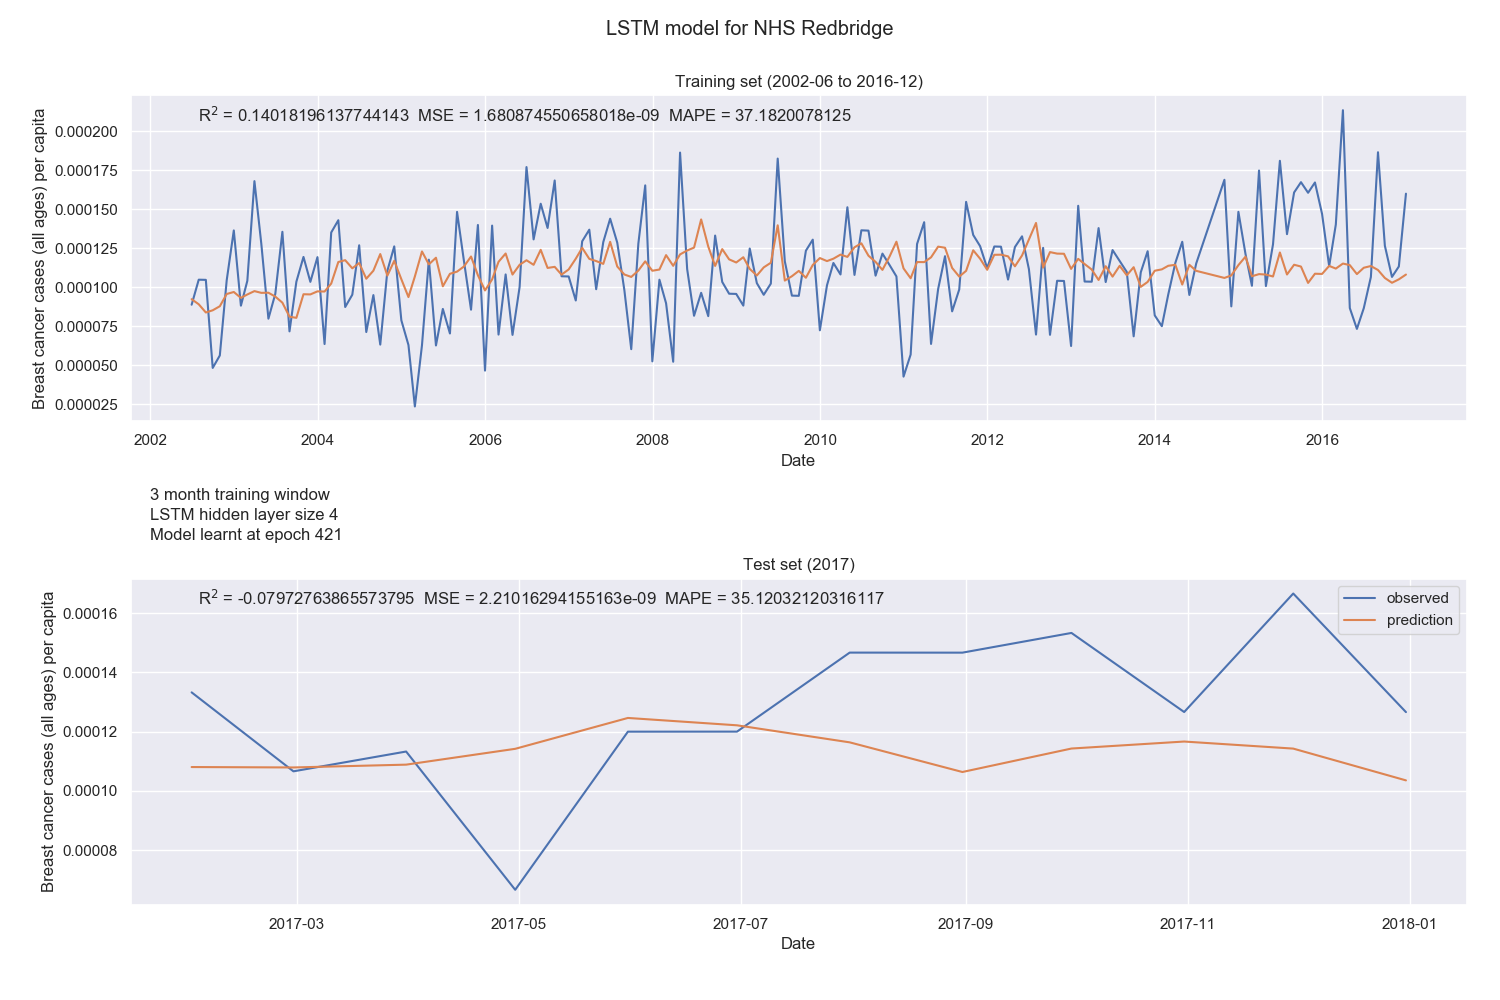 LSTM model for NHS Redbridge
Training set (2002-06 to 2016-12)
R² = 0.14018196137744143 MSE = 1.680874550658018e-09 MAPE = 37.1820078125
Breast cancer cases (all ages) per capita
0.000200
0.000175
0.000150
0.000125
0.000100
0.000075
0.000050
0.000025
2002 2004 2006 2008 2010 2012 2014 2016
Date
3 month training window
LSTM hidden layer size 4
Model learnt at epoch 421
Test set (2017)
R² = -0.07972763865573795 MSE = 2.21016294155163e-09 MAPE = 35.12032120316117
observed
prediction
Breast cancer cases (all ages) per capita
0.00016
0.00014
0.00012
0.00010
0.00008
2017-03 2017-05 2017-07 2017-09 2017-11 2018-01
Date